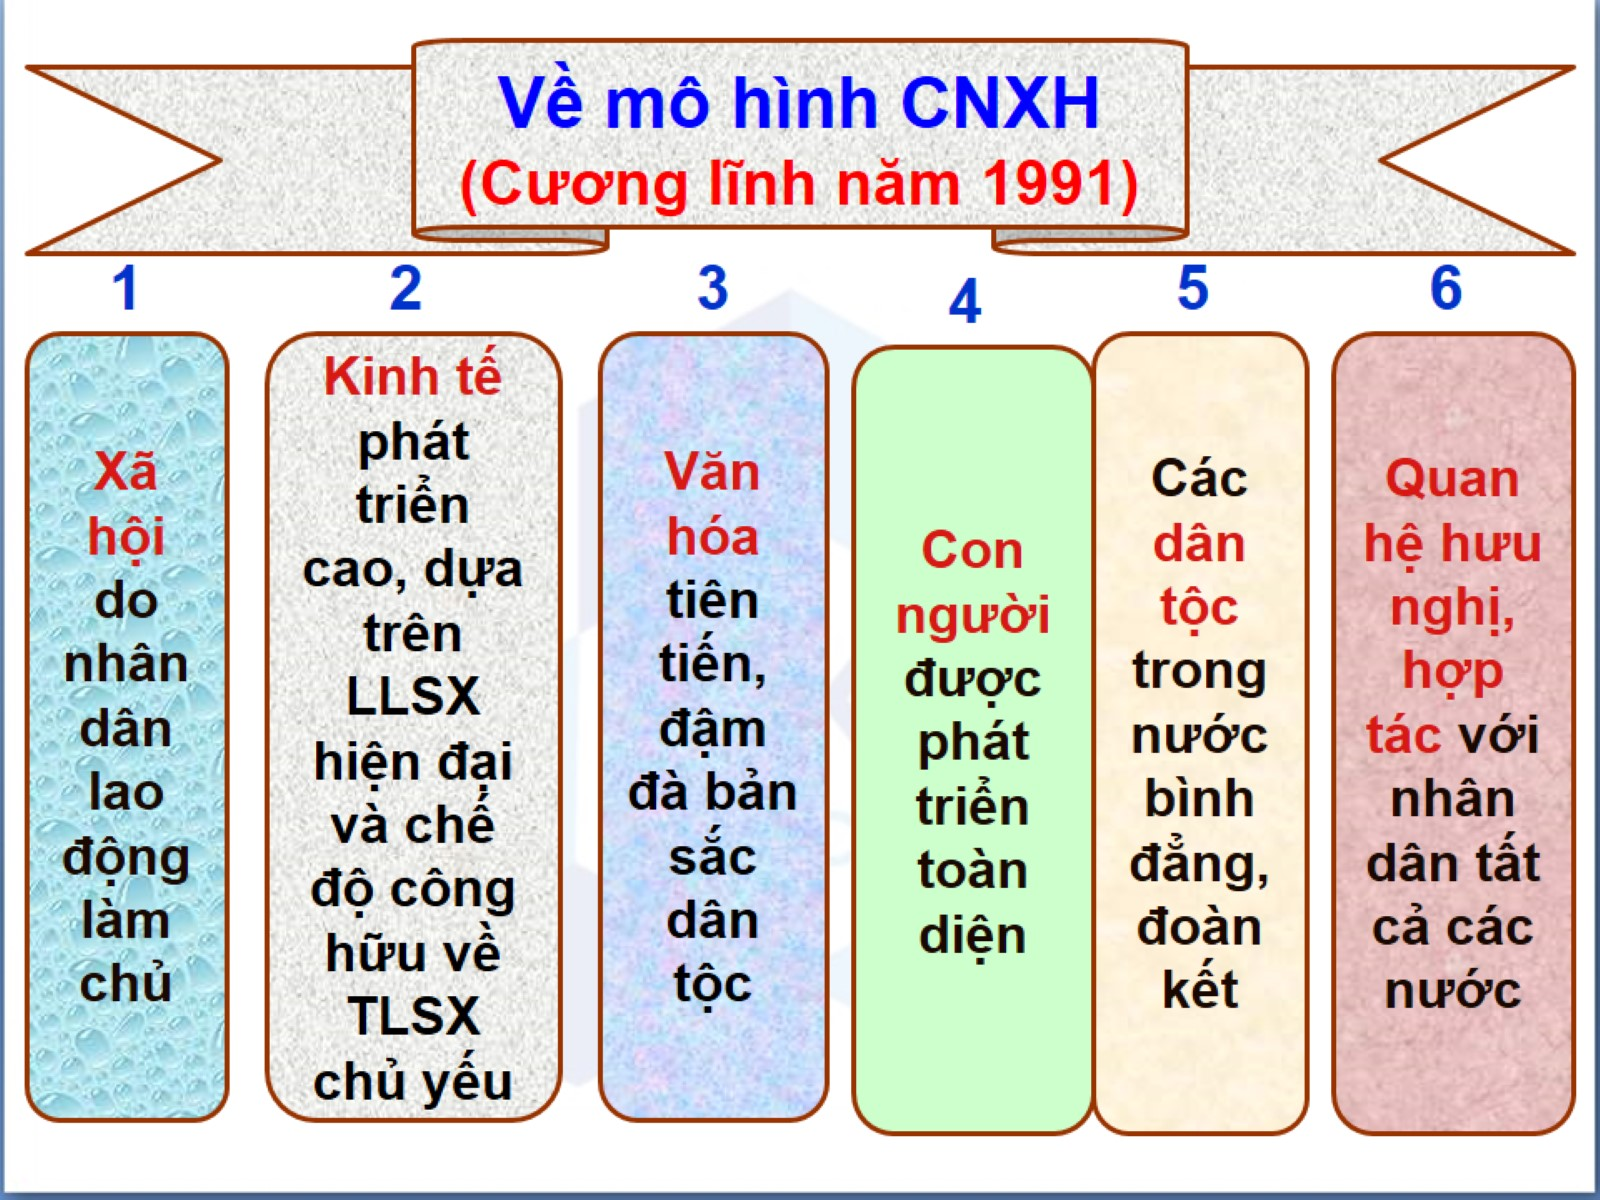 Về mô hình CNXH
(Cương lĩnh năm 1991)
1
Xã
hội
do
nhân
dân
lao
động
làm
chủ
2
Kinh tế
phát
triển
cao, dựa
trên
LLSX
hiện đại
và chế
độ công
hữu về
TLSX
chủ yếu
3
Văn
hóa
tiên
tiến,
đậm
đà bản
sắc
dân
tộc
4
Con
người
được
phát
triển
toàn
diện
5
Các
dân
tộc
trong
nước
bình
đẳng,
đoàn
kết
6
Quan
hệ hưu
nghị,
hợp
tác với
nhân
dân tất
cả các
nước